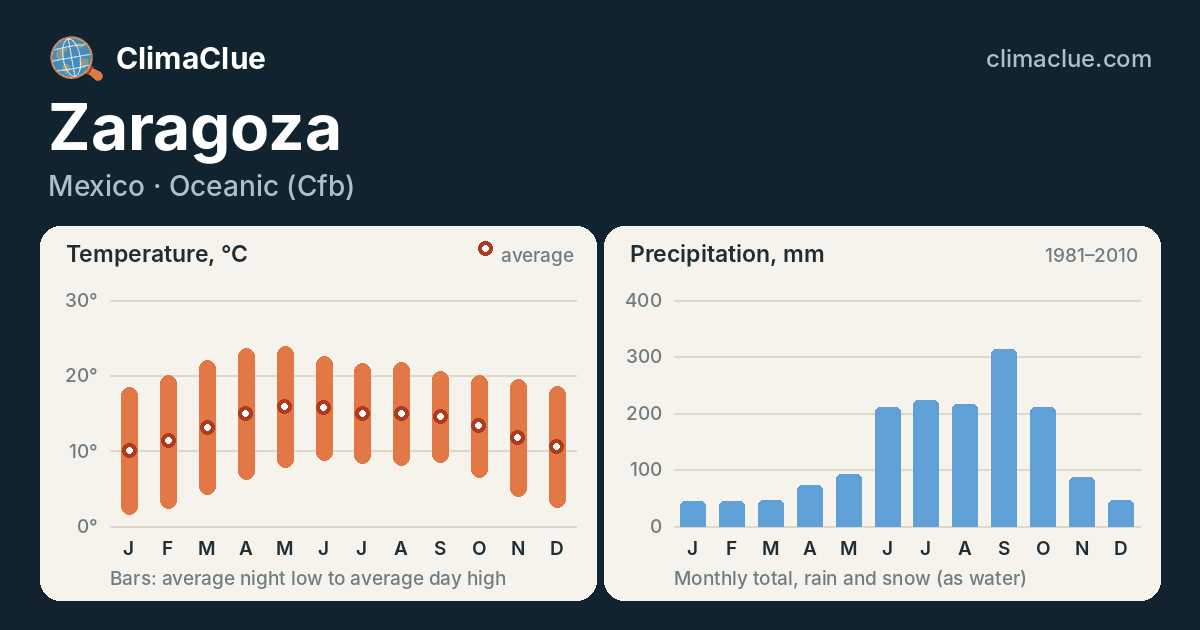 ClimaClue
climaclue.com
Zaragoza
Mexico · Oceanic (Cfb)
Temperature, °C
average
30°
20°
10°
0°
J F M A M J J A S O N D
Bars: average night low to average day high
Precipitation, mm
1981–2010
400
300
200
100
0
J F M A M J J A S O N D
Monthly total, rain and snow (as water)